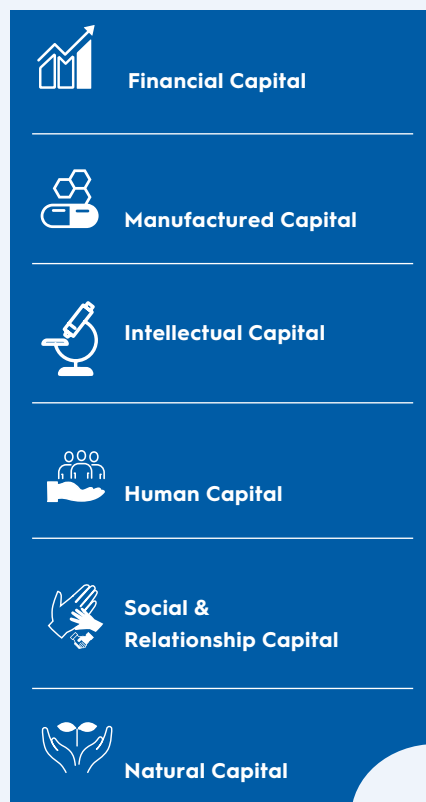 Financial Capital
Manufactured Capital
Intellectual Capital
Human Capital
Social &
Relationship Capital
Natural Capital